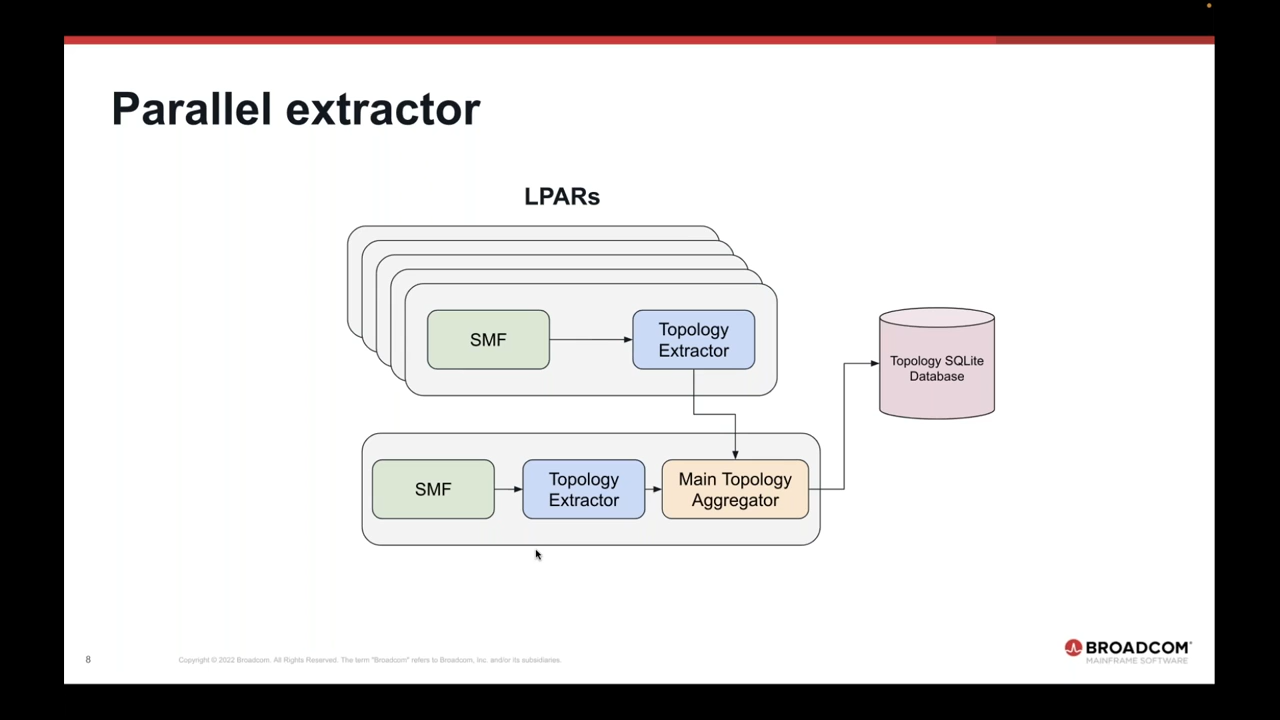 Parallel extractor
LPARs
SMF
Topology
Extractor
Topology SQLite
Database
SMF
Topology
Extractor
Main Topology
Aggregator
8
Copyright © 2022 Broadcom. All Rights Reserved. The term "Broadcom" refers to Broadcom, Inc. and/or its subsidiaries.
BROADCOM®
MAINFRAME SOFTWARE